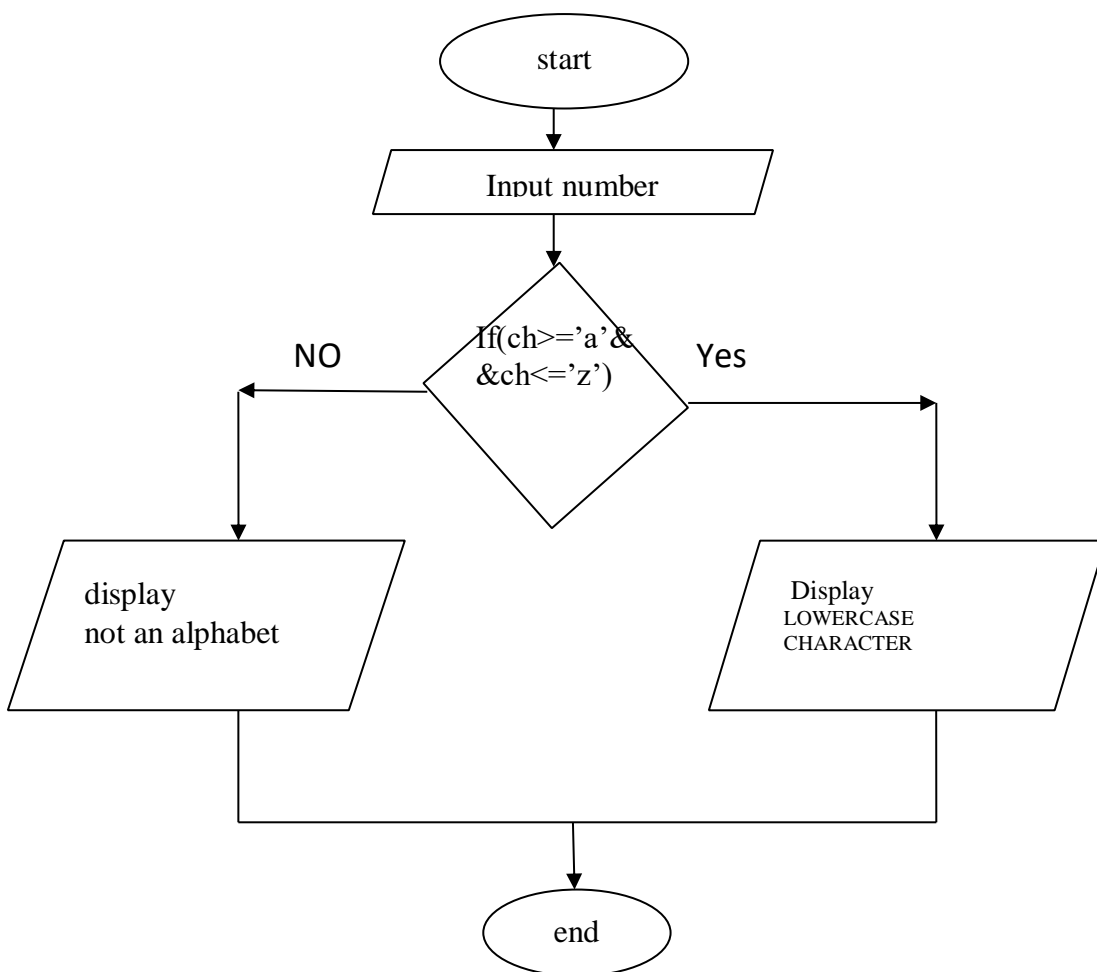 start
Input number
If(ch>=’a’&
&ch<=’z’)
NO
Yes
display
not an alphabet
Display
LOWERCASE
CHARACTER
end